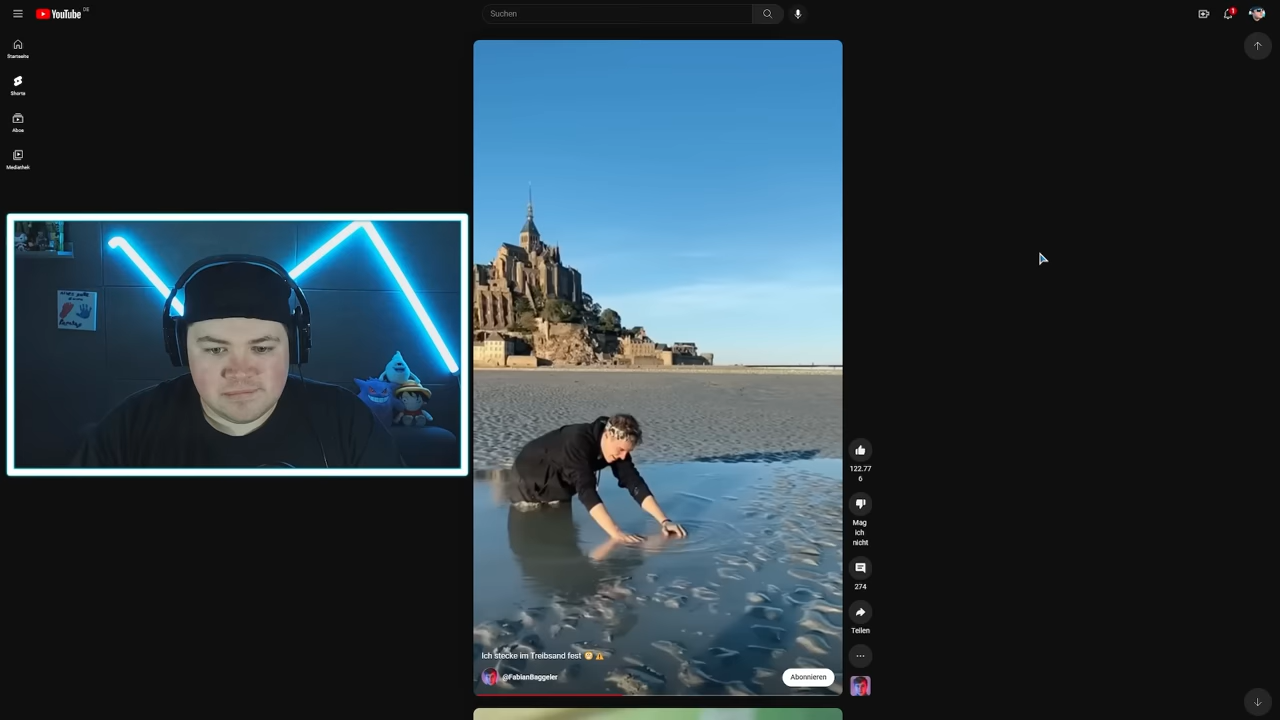 YouTube DE
Suchen
1
Startseite
Shorts
Abos
Mediathek
122.77
6
Mag
ich
nicht
274
Teilen
Ich stecke im Treibsand fest
@FabianBaggeler
Abonnieren